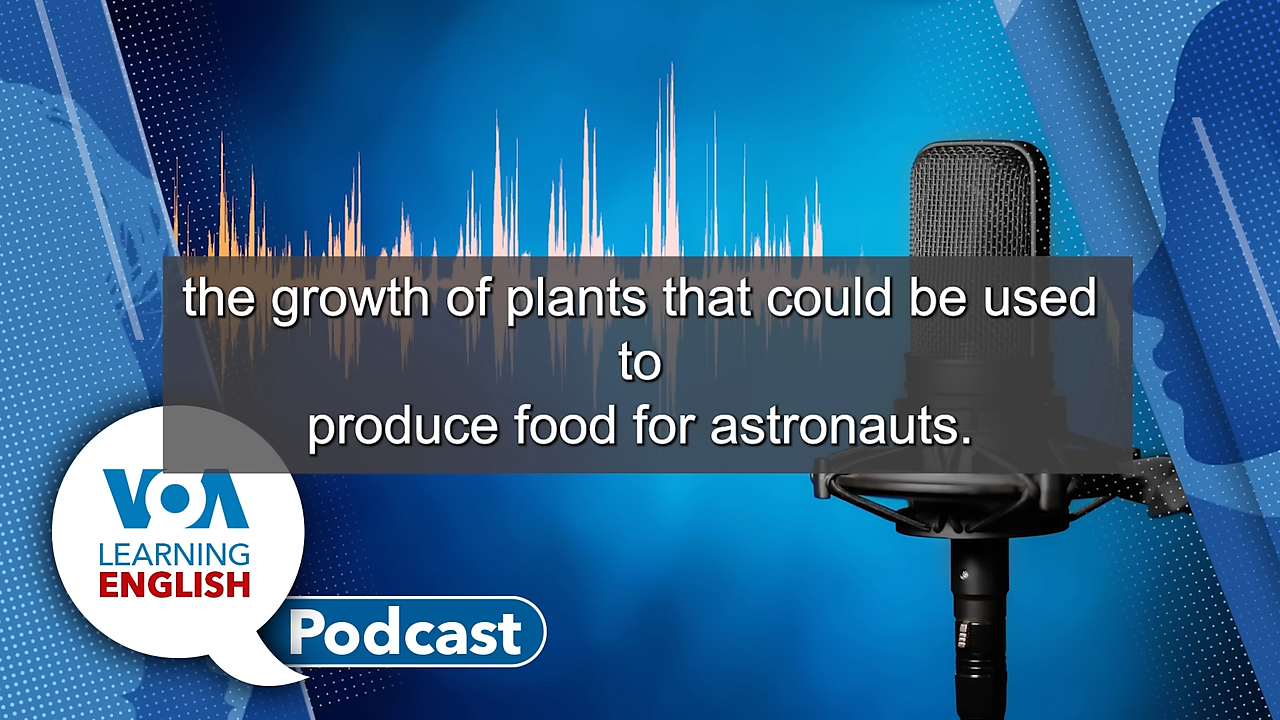 the growth of plants that could be used
to
produce food for astronauts.
VOA
LEARNING
ENGLISH
Podcast